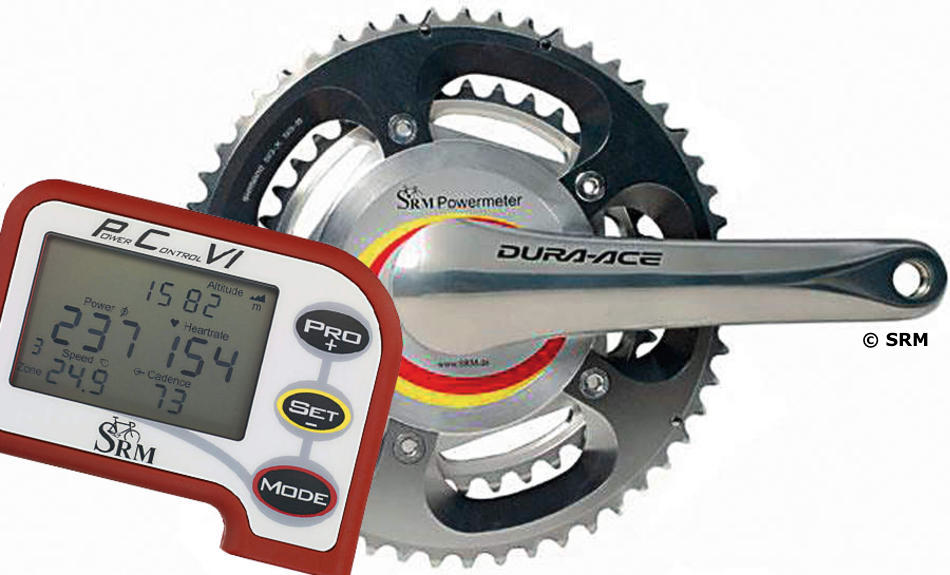 POWER CONTROL VI
Altitude
1582 m
Power Ø
Heartrate
237
154
3
Speed
Cadence
Zone
24.9
73
PRO
+
SET
-
MODE
SRM
SRM Powermeter
DURA-ACE
www.SRM.de
© SRM